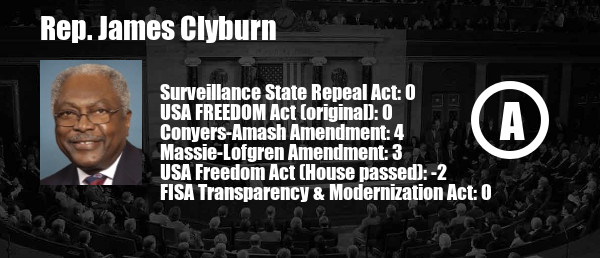 Rep. James Clyburn
Surveillance State Repeal Act: 0
USA FREEDOM Act (original): 0
Conyers-Amash Amendment: 4
Massie-Lofgren Amendment: 3
USA Freedom Act (House passed): -2
FISA Transparency & Modernization Act: 0
A